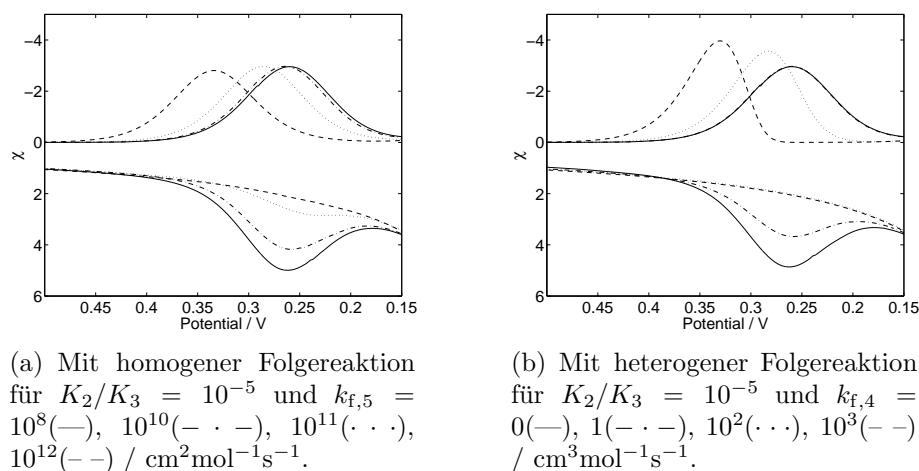 −4
−2
0
2
4
6
χ
0.45 0.4 0.35 0.3 0.25 0.2 0.15
Potential / V
(a) Mit homogener Folgereaktion
für K₂/K₃ = 10⁻⁵ und k_f,5 =
10⁸(—), 10¹⁰(− · −), 10¹¹(· · ·),
10¹²(– –) / cm²mol⁻¹s⁻¹.
−4
−2
0
2
4
6
χ
0.45 0.4 0.35 0.3 0.25 0.2 0.15
Potential / V
(b) Mit heterogener Folgereaktion
für K₂/K₃ = 10⁻⁵ und k_f,4 =
0(—), 1(− · −), 10²(· · ·), 10³(– –)
/ cm³mol⁻¹s⁻¹.